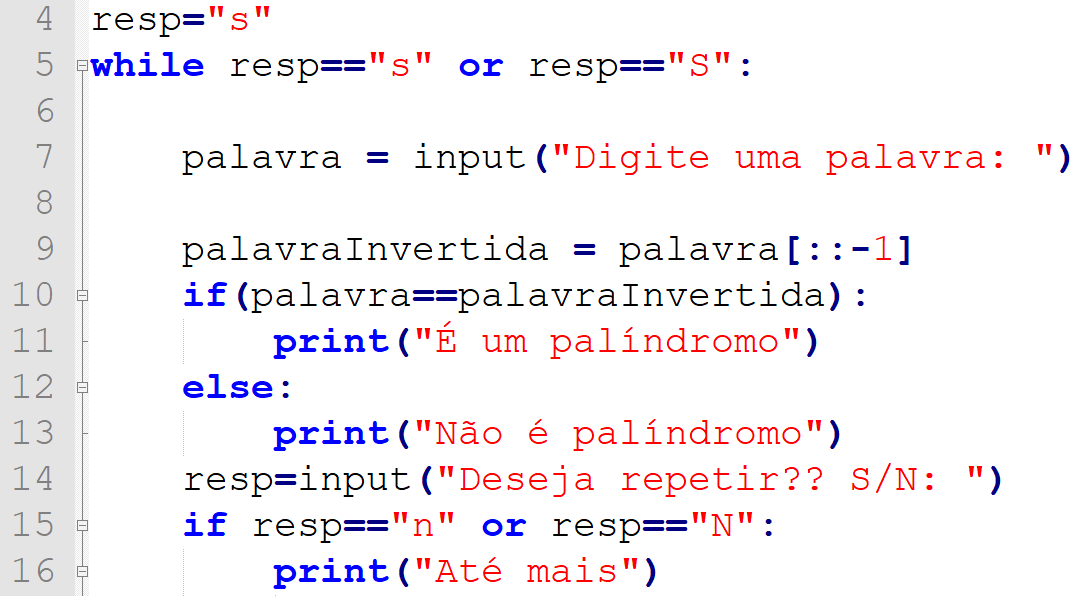 4 resp="s"
5 while resp=="s" or resp=="S":
6
7 palavra = input("Digite uma palavra: ")
8
9 palavraInvertida = palavra[::-1]
10 if(palavra==palavraInvertida):
11 print("É um palíndromo")
12 else:
13 print("Não é palíndromo")
14 resp=input("Deseja repetir?? S/N: ")
15 if resp=="n" or resp=="N":
16 print("Até mais")